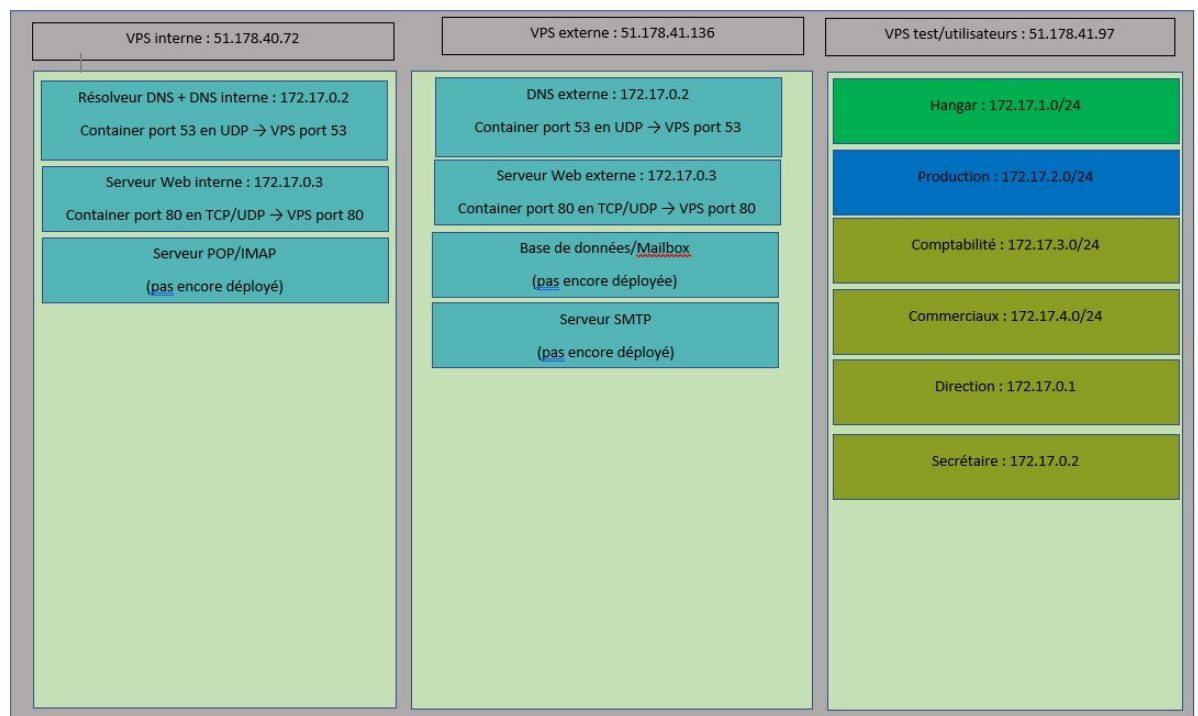 VPS interne : 51.178.40.72
Résolveur DNS + DNS interne : 172.17.0.2
Container port 53 en UDP → VPS port 53
Serveur Web interne : 172.17.0.3
Container port 80 en TCP/UDP → VPS port 80
Serveur POP/IMAP
(pas encore déployé)
VPS externe : 51.178.41.136
DNS externe : 172.17.0.2
Container port 53 en UDP → VPS port 53
Serveur Web externe : 172.17.0.3
Container port 80 en TCP/UDP → VPS port 80
Base de données/Mailbox
(pas encore déployée)
Serveur SMTP
(pas encore déployé)
VPS test/utilisateurs : 51.178.41.97
Hangar : 172.17.1.0/24
Production : 172.17.2.0/24
Comptabilité : 172.17.3.0/24
Commerciaux : 172.17.4.0/24
Direction : 172.17.0.1
Secrétaire : 172.17.0.2